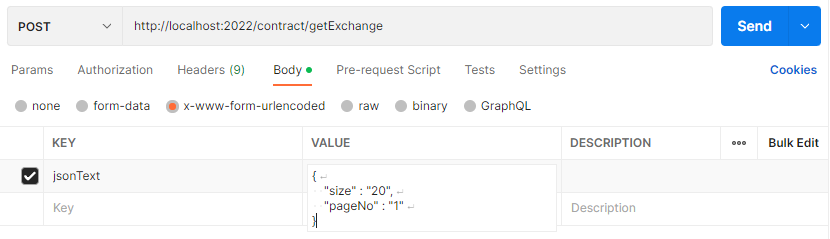 POST http://localhost:2022/contract/getExchange Send
Params Authorization Headers (9) Body Pre-request Script Tests Settings Cookies
none form-data x-www-form-urlencoded raw binary GraphQL
KEY VALUE DESCRIPTION Bulk Edit
jsonText {
"size" : "20",
"pageNo" : "1"
}
Key Description